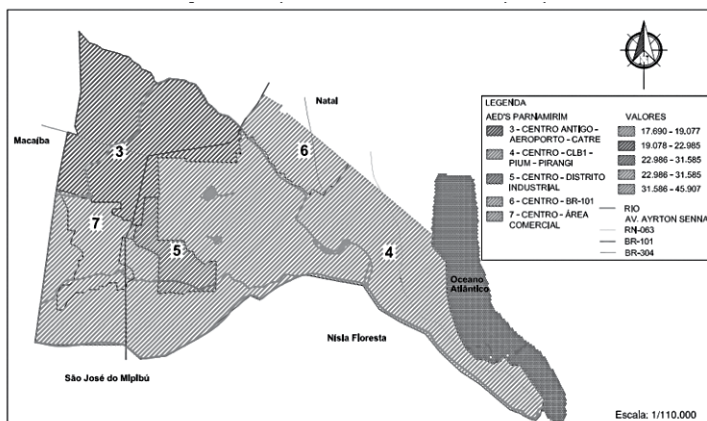 Natal
Macaíba
3
6
7
5
4
Oceano
Atlântico
Nísia Floresta
São José do Mipibú
LEGENDA
AED'S PARNAMIRIM
3 - CENTRO ANTIGO -
AEROPORTO - CATRE
4 - CENTRO - CLB1 -
PIUM - PIRANGI
5 - CENTRO - DISTRITO
INDUSTRIAL
6 - CENTRO - BR-101
7 - CENTRO - ÁREA
COMERCIAL
VALORES
17.690 - 19,077
19.078 - 22.985
22.986 - 31.585
22.986 - 31.585
31.586 - 45.907
RIO
AV. AYRTON SENNA
RN-063
BR-101
BR-304
Escala: 1/110.000